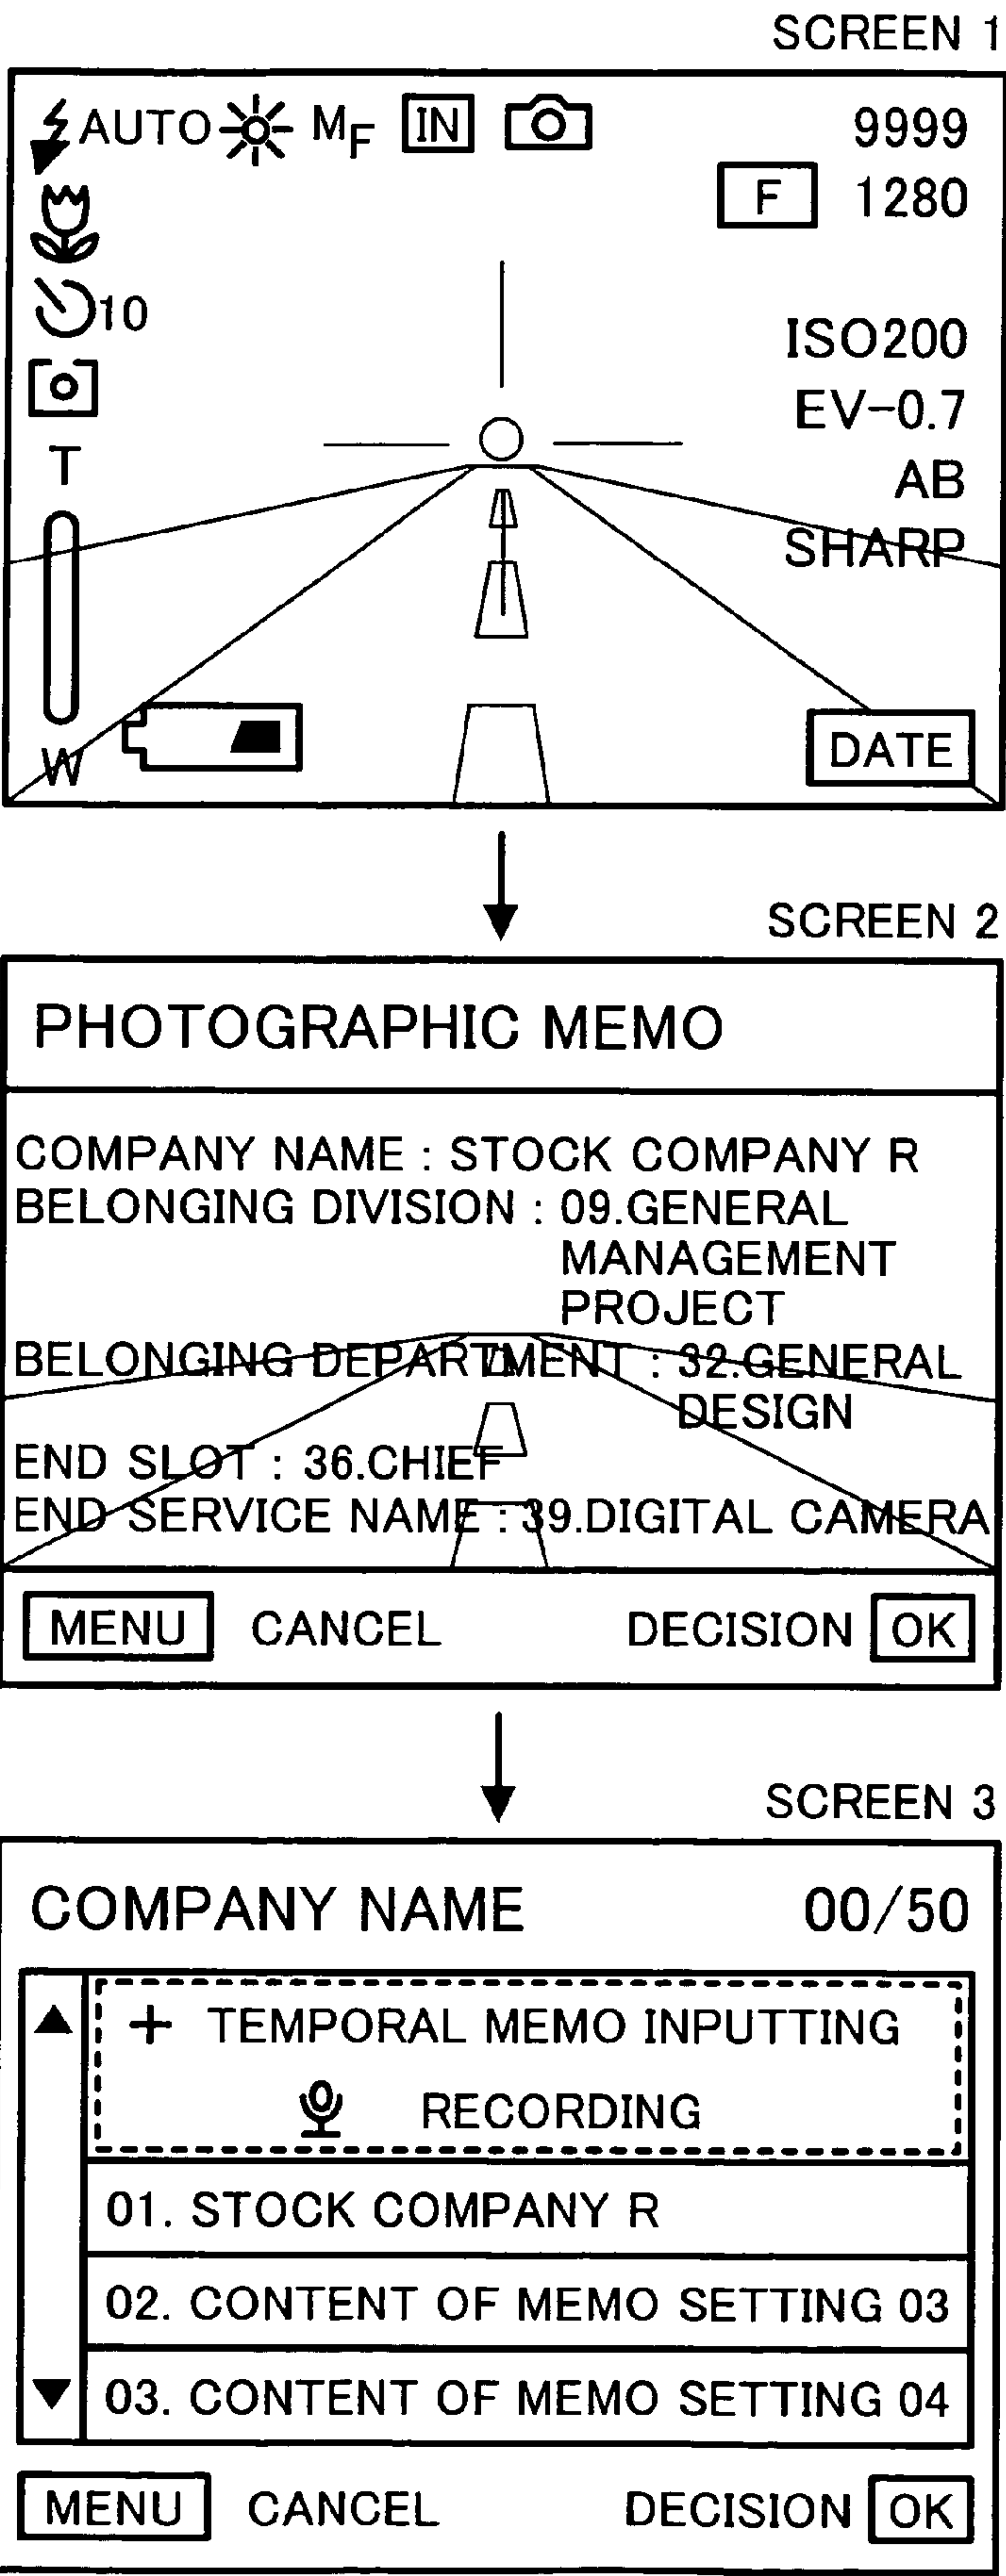 SCREEN 1
AUTO MF IN 9999
F 1280
10
ISO200
EV-0.7
T
AB
SHARP
W
DATE
SCREEN 2
PHOTOGRAPHIC MEMO
COMPANY NAME : STOCK COMPANY R
BELONGING DIVISION : 09.GENERAL
MANAGEMENT
PROJECT
BELONGING DEPARTMENT : 32.GENERAL
DESIGN
END SLOT : 36.CHIEF
END SERVICE NAME : 39.DIGITAL CAMERA
MENU CANCEL DECISION OK
SCREEN 3
COMPANY NAME 00/50
+ TEMPORAL MEMO INPUTTING
RECORDING
01. STOCK COMPANY R
02. CONTENT OF MEMO SETTING 03
03. CONTENT OF MEMO SETTING 04
MENU CANCEL DECISION OK